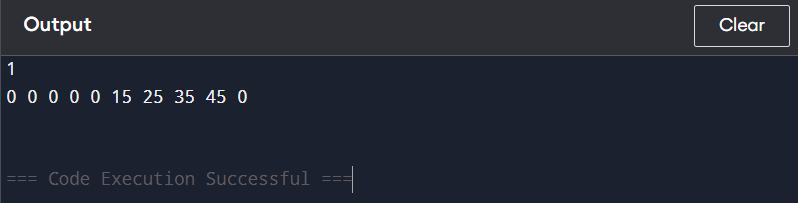 Output
Clear
1
0 0 0 0 0 15 25 35 45 0
=== Code Execution Successful ===